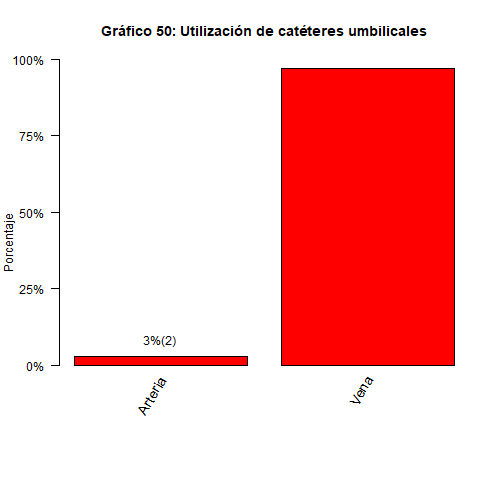 Gráfico 50: Utilización de catéteres umbilicales
100%
75%
50%
25%
0%
Porcentaje
3%(2)
Arteria
Vena